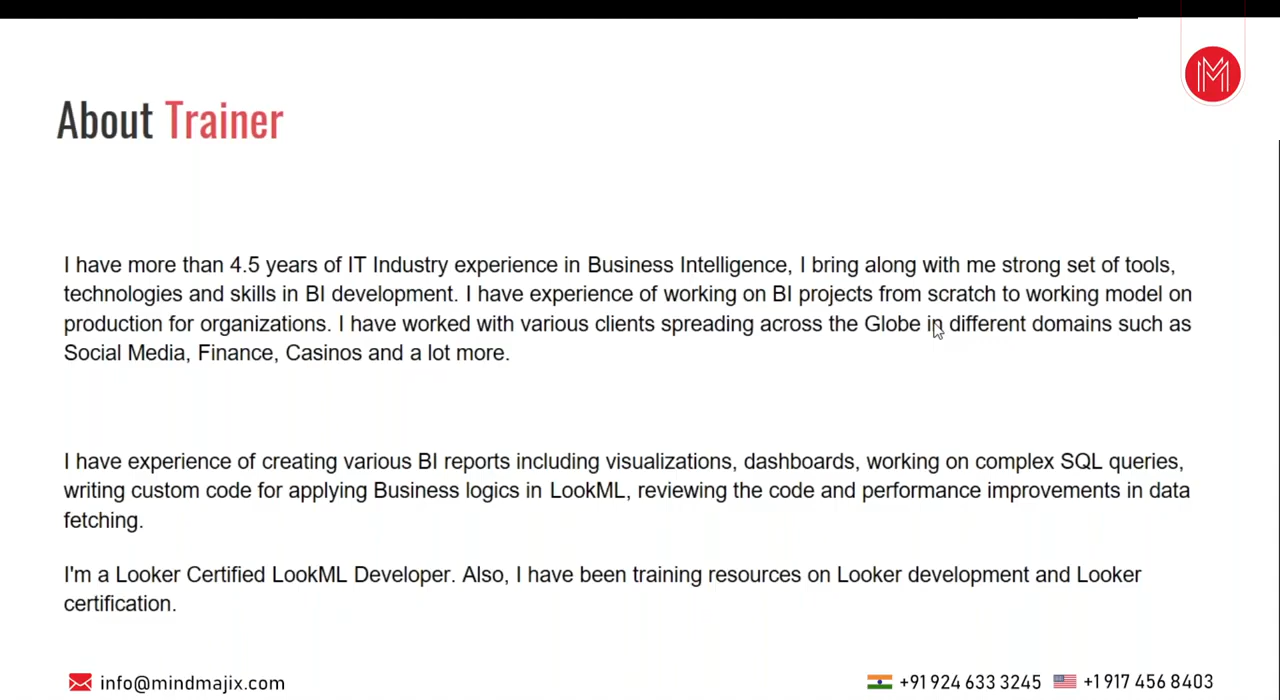 About Trainer
I have more than 4.5 years of IT Industry experience in Business Intelligence, I bring along with me strong set of tools,
technologies and skills in BI development. I have experience of working on BI projects from scratch to working model on
production for organizations. I have worked with various clients spreading across the Globe in different domains such as
Social Media, Finance, Casinos and a lot more.
I have experience of creating various BI reports including visualizations, dashboards, working on complex SQL queries,
writing custom code for applying Business logics in LookML, reviewing the code and performance improvements in data
fetching.
I'm a Looker Certified LookML Developer. Also, I have been training resources on Looker development and Looker
certification.
info@mindmajix.com +91 924 633 3245 +1 917 456 8403